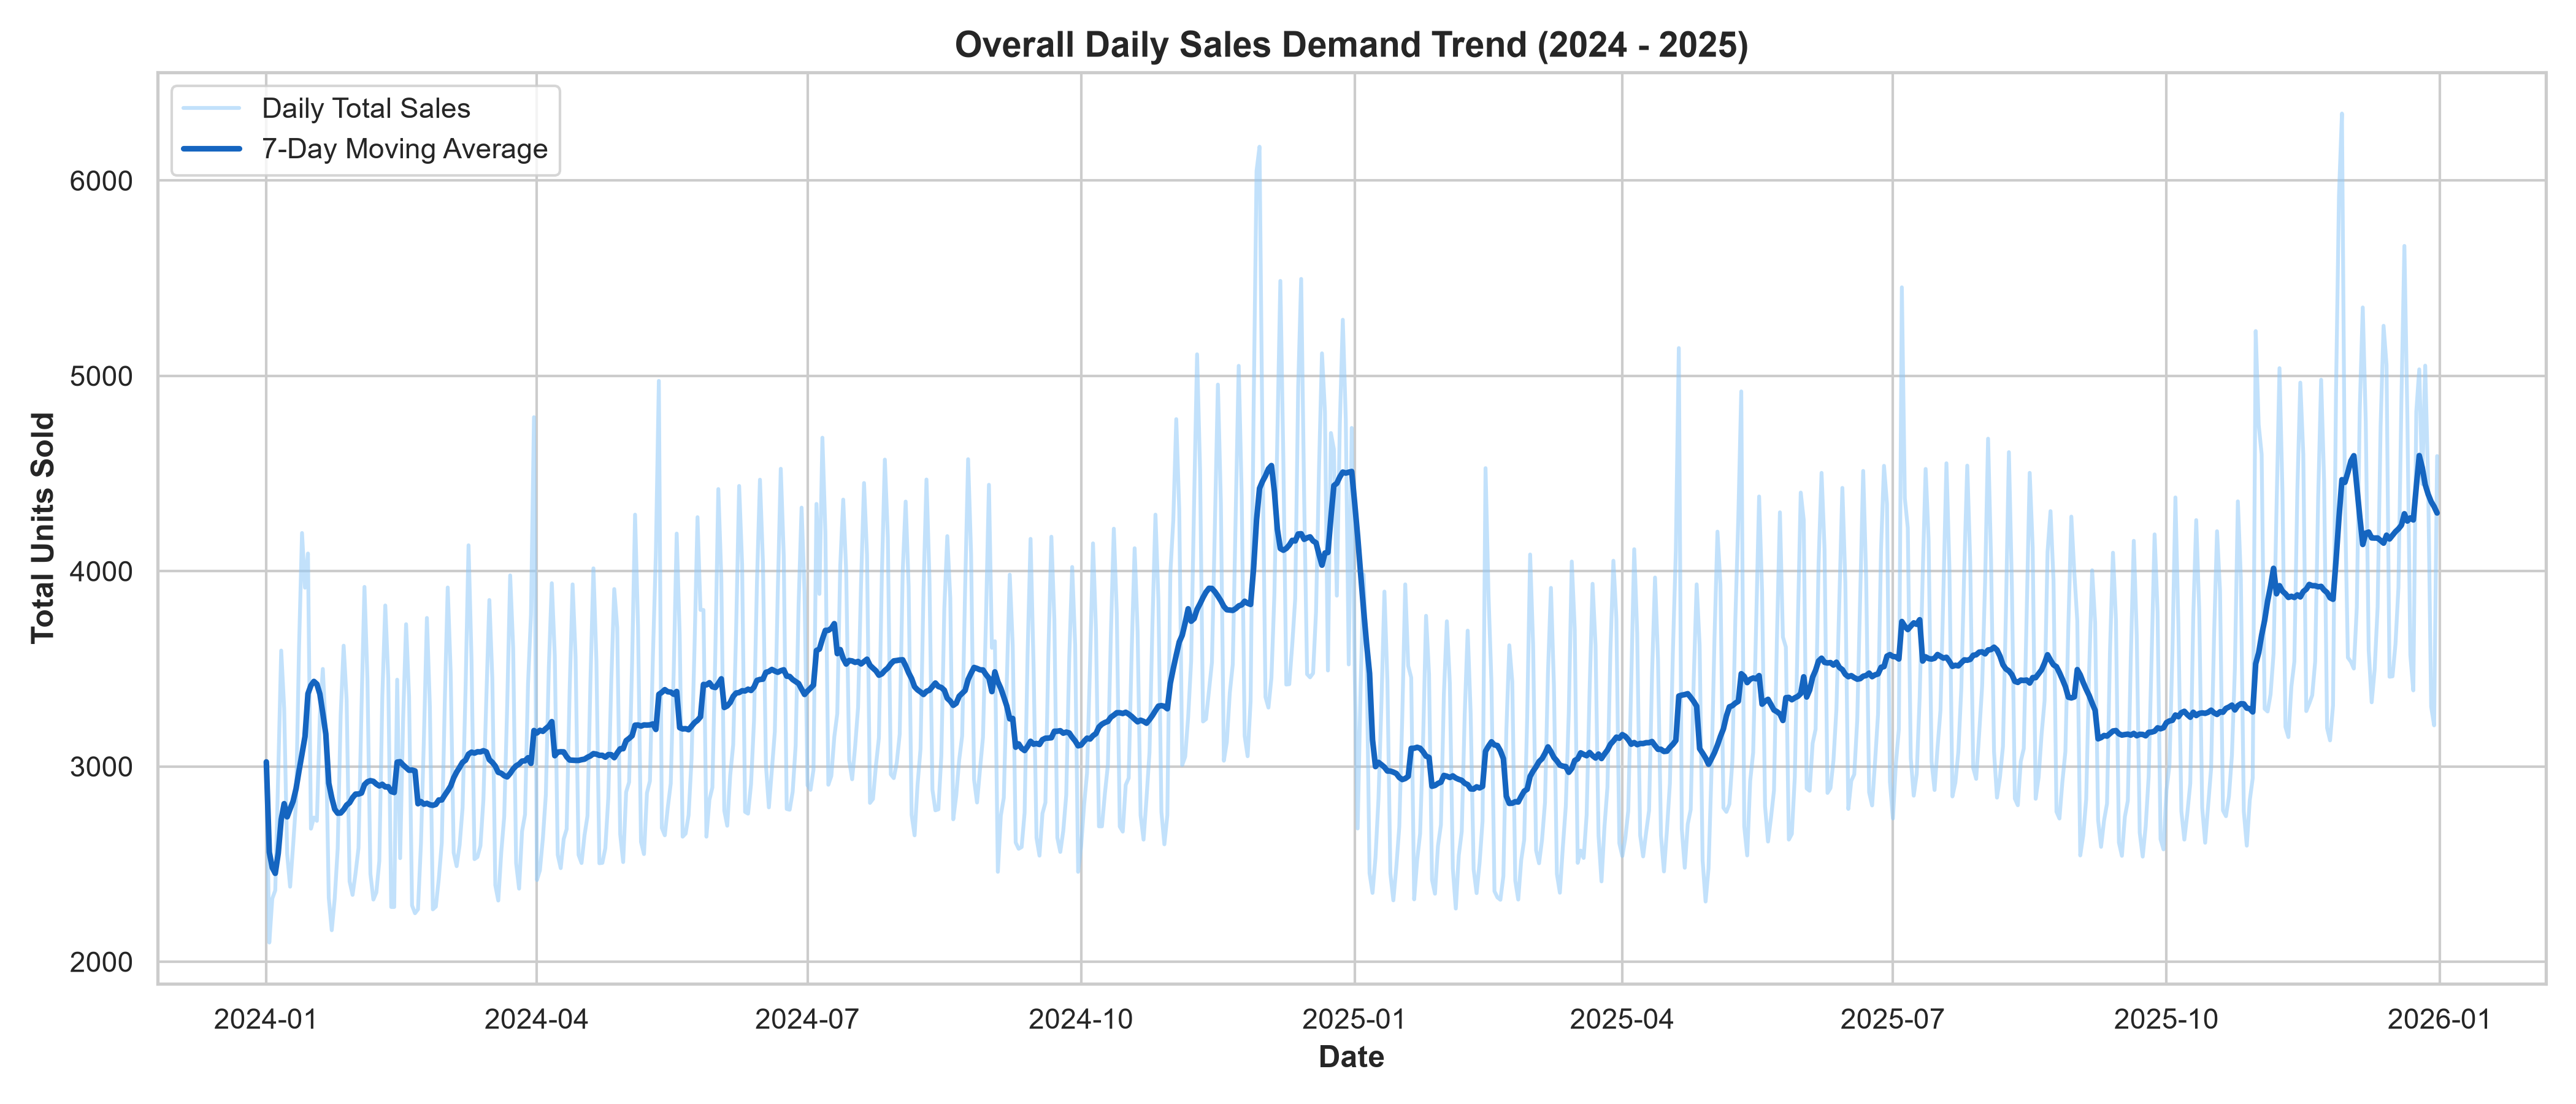 Overall Daily Sales Demand Trend (2024 - 2025)
Daily Total Sales
7-Day Moving Average
Total Units Sold
6000
5000
4000
3000
2000
2024-01 2024-04 2024-07 2024-10 2025-01 2025-04 2025-07 2025-10 2026-01
Date